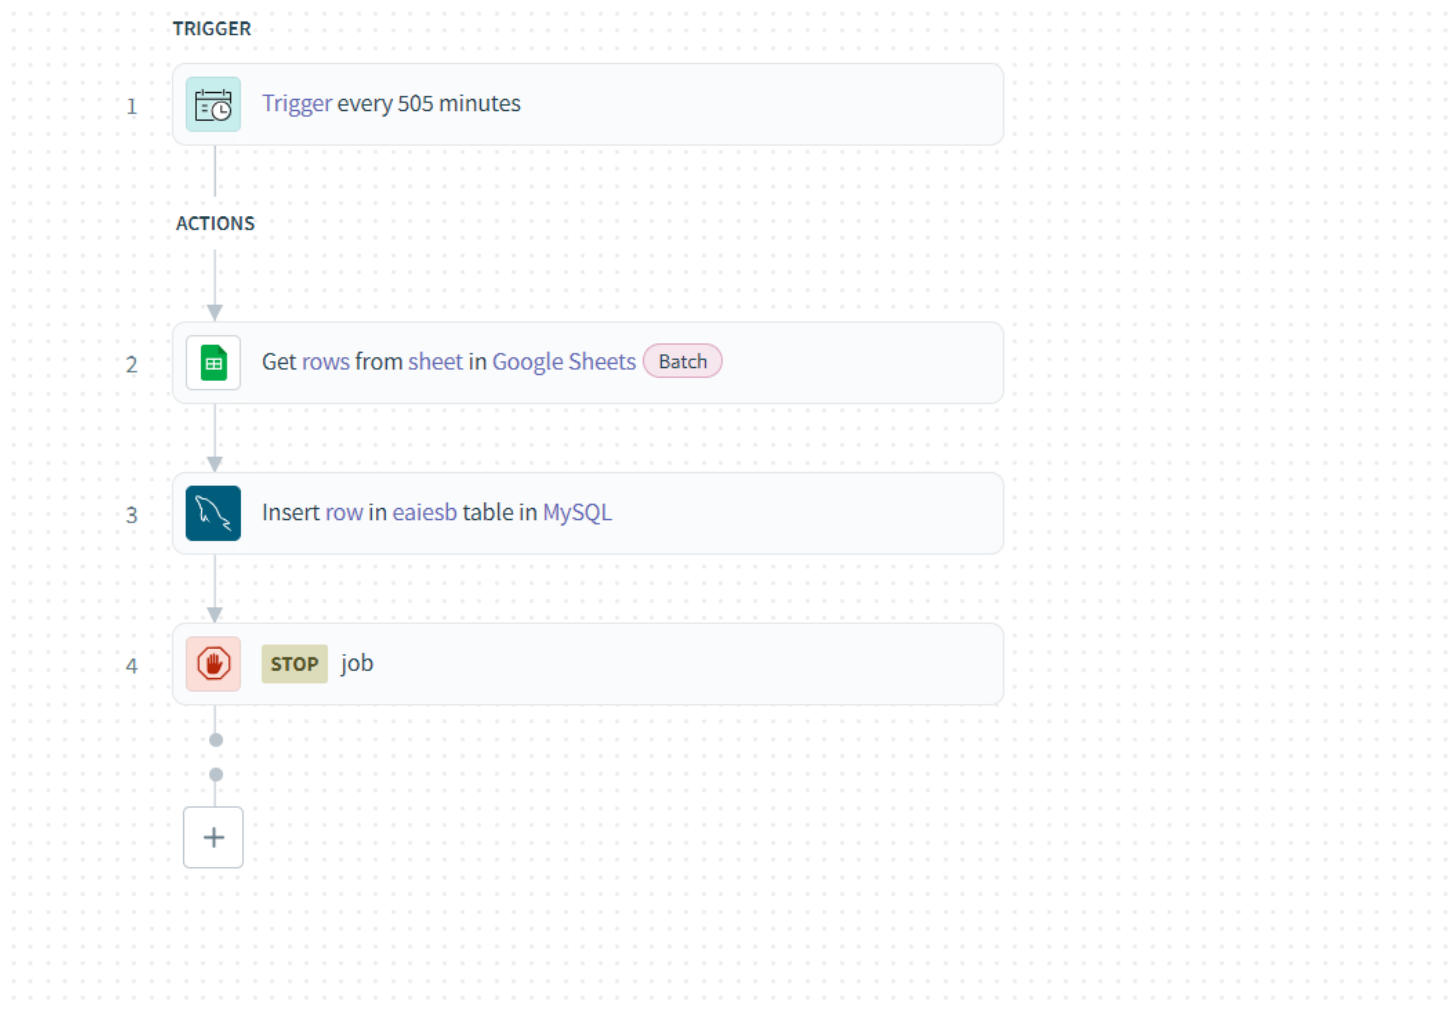 TRIGGER
1
Trigger every 505 minutes
ACTIONS
2
Get rows from sheet in Google Sheets Batch
3
Insert row in eaiesb table in MySQL
4
STOP job